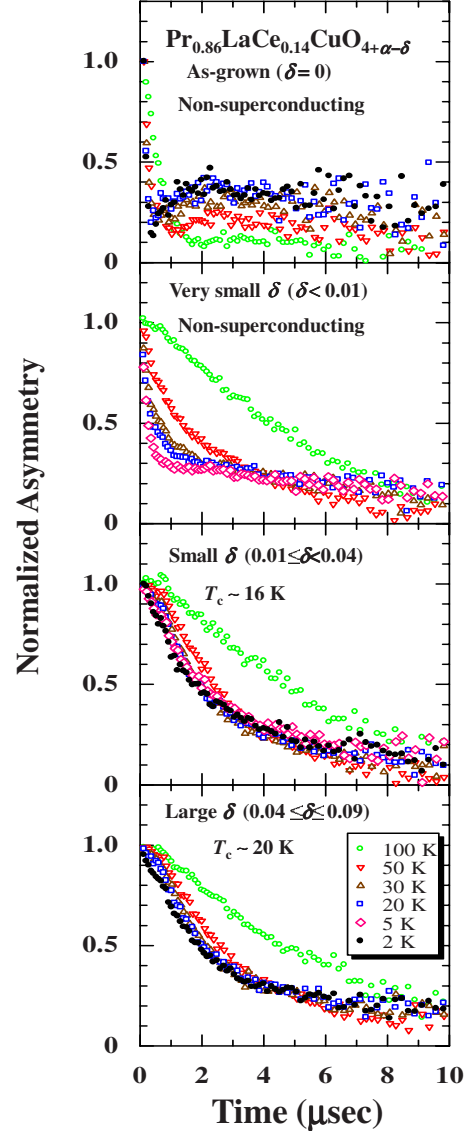 Pr0.86LaCe0.14CuO4+α−δ
As-grown (δ = 0)
Non-superconducting
1.0
0.5
0
Very small δ (δ < 0.01)
Non-superconducting
1.0
0.5
0
Normalized Asymmetry
Small δ (0.01≤δ<0.04)
Tc ~ 16 K
1.0
0.5
0
Large δ (0.04 ≤δ≤ 0.09)
Tc ~ 20 K
1.0
0.5
0
100 K
50 K
30 K
20 K
5 K
2 K
0 2 4 6 8 10
Time (μsec)